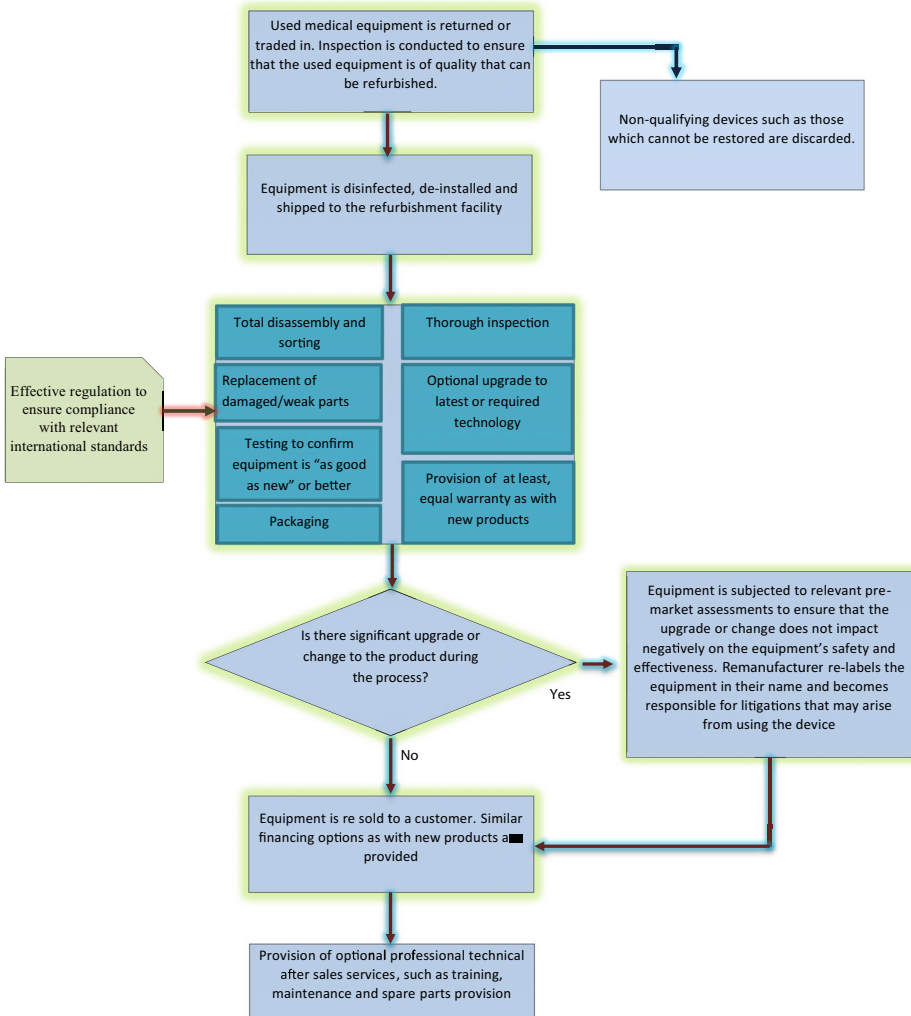 Used medical equipment is returned or
traded in. Inspection is conducted to ensure
that the used equipment is of quality that can
be refurbished.
Non-qualifying devices such as those
which cannot be restored are discarded.
Equipment is disinfected, de-installed and
shipped to the refurbishment facility
Total disassembly and
sorting
Thorough inspection
Effective regulation to
ensure compliance
with relevant
international standards
Replacement of
damaged/weak parts
Optional upgrade to
latest or required
technology
Testing to confirm
equipment is “as good
as new” or better
Provision of at least,
equal warranty as with
new products
Packaging
Is there significant upgrade or
change to the product during
the process?
Yes
No
Equipment is subjected to relevant pre-
market assessments to ensure that the
upgrade or change does not impact
negatively on the equipment’s safety and
effectiveness. Remanufacturer re-labels the
equipment in their name and becomes
responsible for litigations that may arise
from using the device
Equipment is re sold to a customer. Similar
financing options as with new products
provided
Provision of optional professional technical
after sales services, such as training,
maintenance and spare parts provision